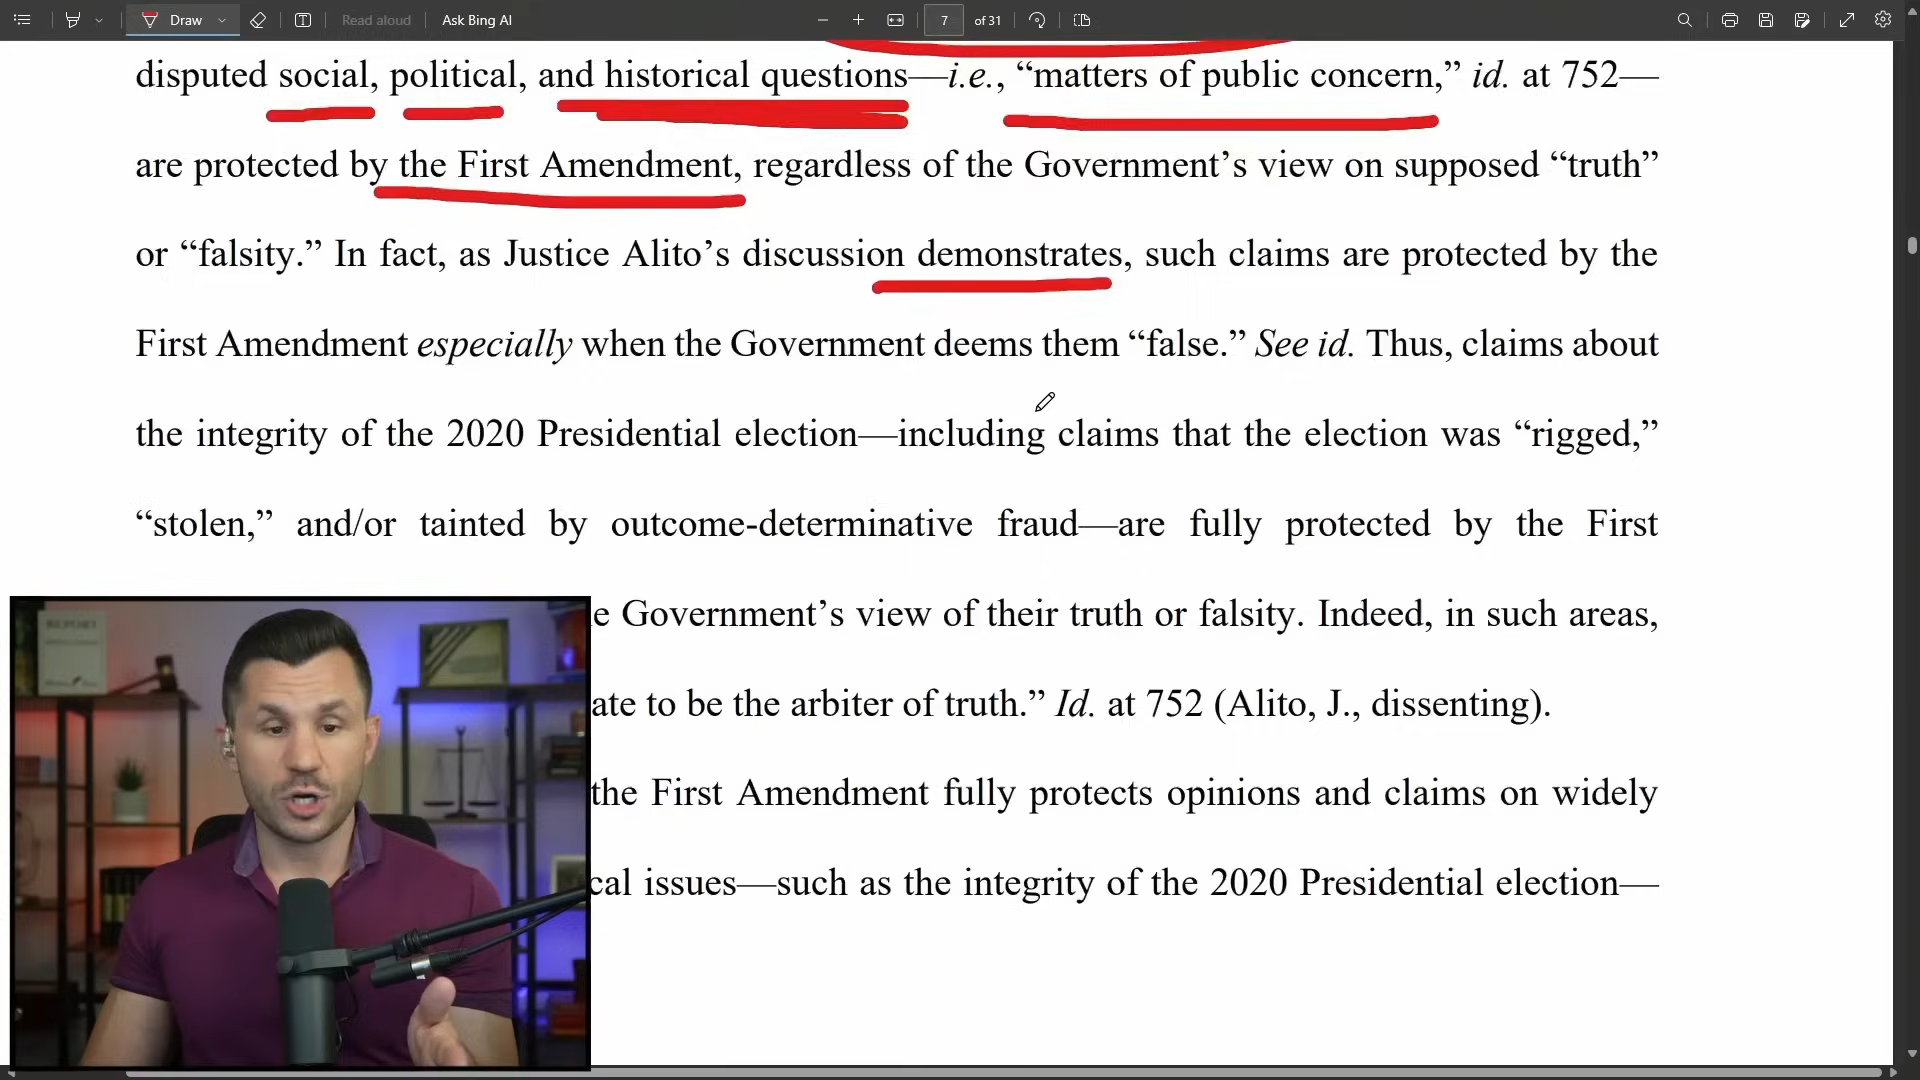 Draw
Read aloud
Ask Bing AI
7 of 31
disputed social, political, and historical questions—i.e., “matters of public concern,” id. at 752—
are protected by the First Amendment, regardless of the Government’s view on supposed “truth”
or “falsity.” In fact, as Justice Alito’s discussion demonstrates, such claims are protected by the
First Amendment especially when the Government deems them “false.” See id. Thus, claims about
the integrity of the 2020 Presidential election—including claims that the election was “rigged,”
“stolen,” and/or tainted by outcome-determinative fraud—are fully protected by the First
e Government’s view of their truth or falsity. Indeed, in such areas,
ate to be the arbiter of truth.” Id. at 752 (Alito, J., dissenting).
the First Amendment fully protects opinions and claims on widely
cal issues—such as the integrity of the 2020 Presidential election—
REPORT